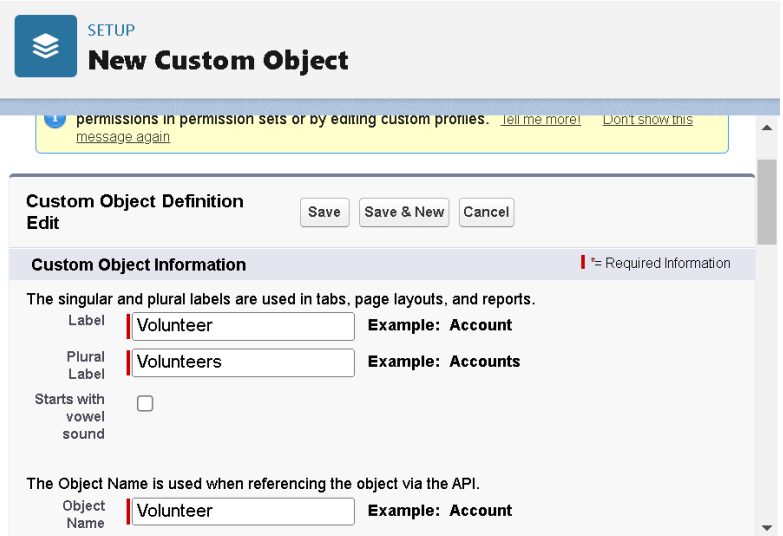 SETUP
New Custom Object
permissions in permission sets or by editing custom profiles. Tell me more! Don't show this
message again
Custom Object Definition
Edit
Save Save & New Cancel
Custom Object Information
*= Required Information
The singular and plural labels are used in tabs, page layouts, and reports.
Label Volunteer Example: Account
Plural
Label Volunteers Example: Accounts
Starts with
vowel
sound
The Object Name is used when referencing the object via the API.
Object
Name Volunteer Example: Account